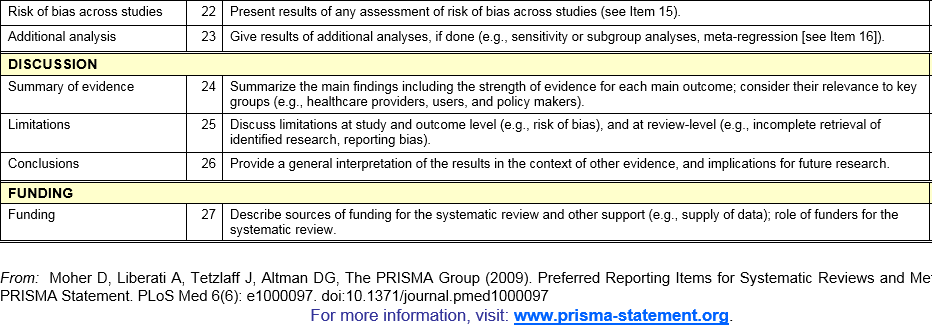 Risk of bias across studies 22 Present results of any assessment of risk of bias across studies (see Item 15).
Additional analysis 23 Give results of additional analyses, if done (e.g., sensitivity or subgroup analyses, meta-regression [see Item 16]).
DISCUSSION
Summary of evidence 24 Summarize the main findings including the strength of evidence for each main outcome; consider their relevance to key
groups (e.g., healthcare providers, users, and policy makers).
Limitations 25 Discuss limitations at study and outcome level (e.g., risk of bias), and at review-level (e.g., incomplete retrieval of
identified research, reporting bias).
Conclusions 26 Provide a general interpretation of the results in the context of other evidence, and implications for future research.
FUNDING
Funding 27 Describe sources of funding for the systematic review and other support (e.g., supply of data); role of funders for the
systematic review.
From: Moher D, Liberati A, Tetzlaff J, Altman DG, The PRISMA Group (2009). Preferred Reporting Items for Systematic Reviews and
PRISMA Statement. PLoS Med 6(6): e1000097. doi:10.1371/journal.pmed1000097
For more information, visit: www.prisma-statement.org.